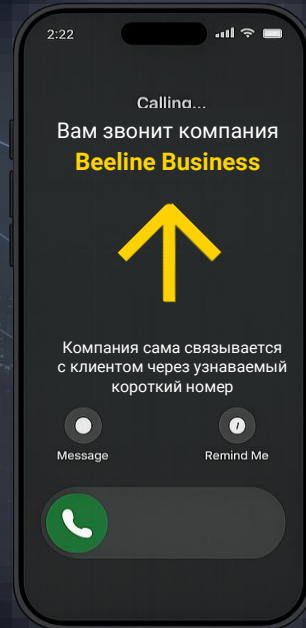 2:22
Calling...
Вам звонит компания
Beeline Business
Компания сама связывается
с клиентом через узнаваемый
короткий номер
Message
Remind Me